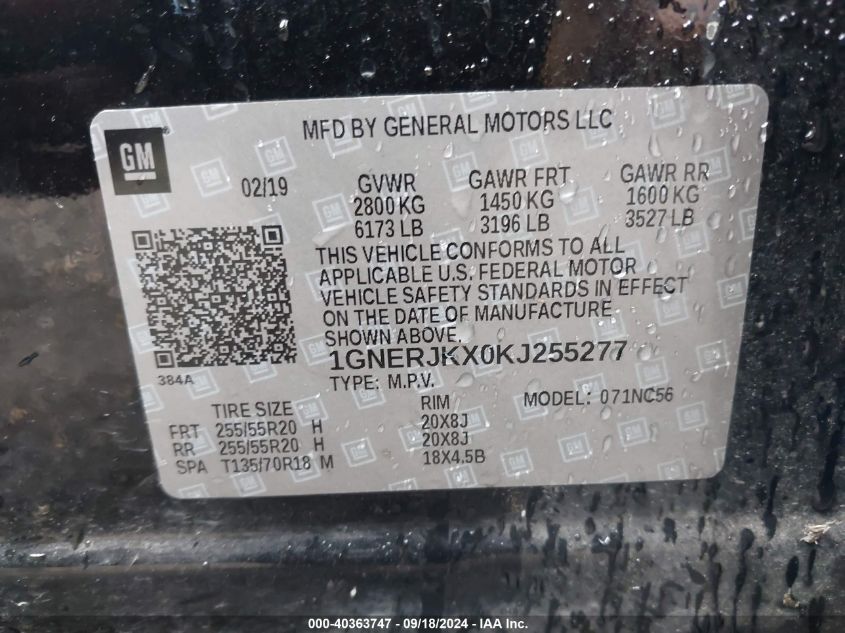 MFD BY GENERAL MOTORS LLC
GM
02/19 GVWR GAWR FRT GAWR RR
2800 KG 1450 KG 1600 KG
6173 LB 3196 LB 3527 LB
THIS VEHICLE CONFORMS TO ALL
APPLICABLE U.S. FEDERAL MOTOR
VEHICLE SAFETY STANDARDS IN EFFECT
ON THE DATE OF MANUFACTURE
SHOWN ABOVE.
1GNERJKX0KJ255277
384A
TYPE: M.P.V. MODEL: 071NC56
TIRE SIZE RIM
FRT 255/55R20 H 20X8J
RR 255/55R20 H 20X8J
SPA T135/70R18 M 18X4.5B
000-40363747 - 09/18/2024 - IAA Inc.